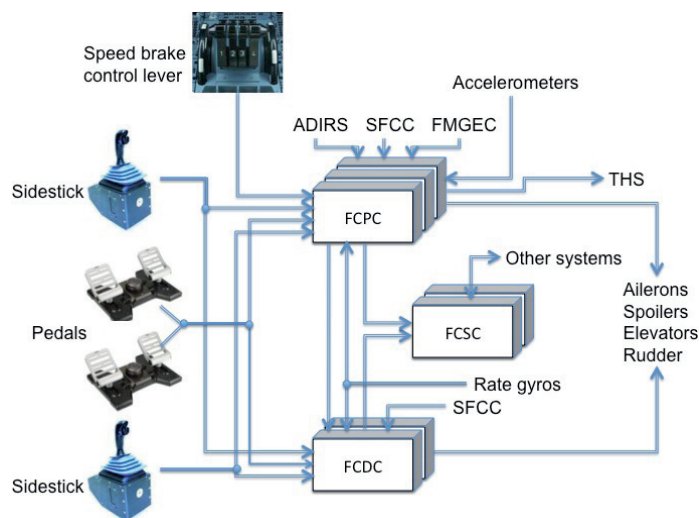 Speed brake
control lever
Accelerometers
ADIRS SFCC FMGEC
THS
Sidestick
FCPC
Other systems
Ailerons
Spoilers
Elevators
Rudder
FCSC
Pedals
Rate gyros
SFCC
FCDC
Sidestick